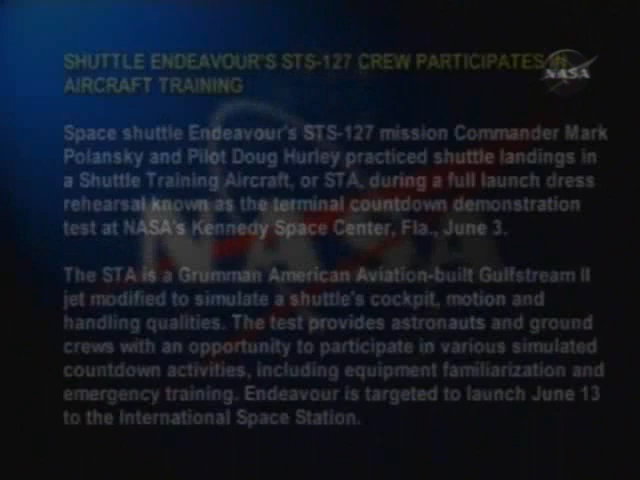 SHUTTLE ENDEAVOUR'S STS-127 CREW PARTICIPATES IN
AIRCRAFT TRAINING
NASA
Space shuttle Endeavour's STS-127 mission Commander Mark
Polansky and Pilot Doug Hurley practiced shuttle landings in
a Shuttle Training Aircraft, or STA, during a full launch dress
rehearsal known as the terminal countdown demonstration
test at NASA's Kennedy Space Center, Fla., June 3.
The STA is a Grumman American Aviation-built Gulfstream II
jet modified to simulate a shuttle's cockpit, motion and
handling qualities. The test provides astronauts and ground
crews with an opportunity to participate in various simulated
countdown activities, including equipment familiarization and
emergency training. Endeavour is targeted to launch June 13
to the International Space Station.
NASA